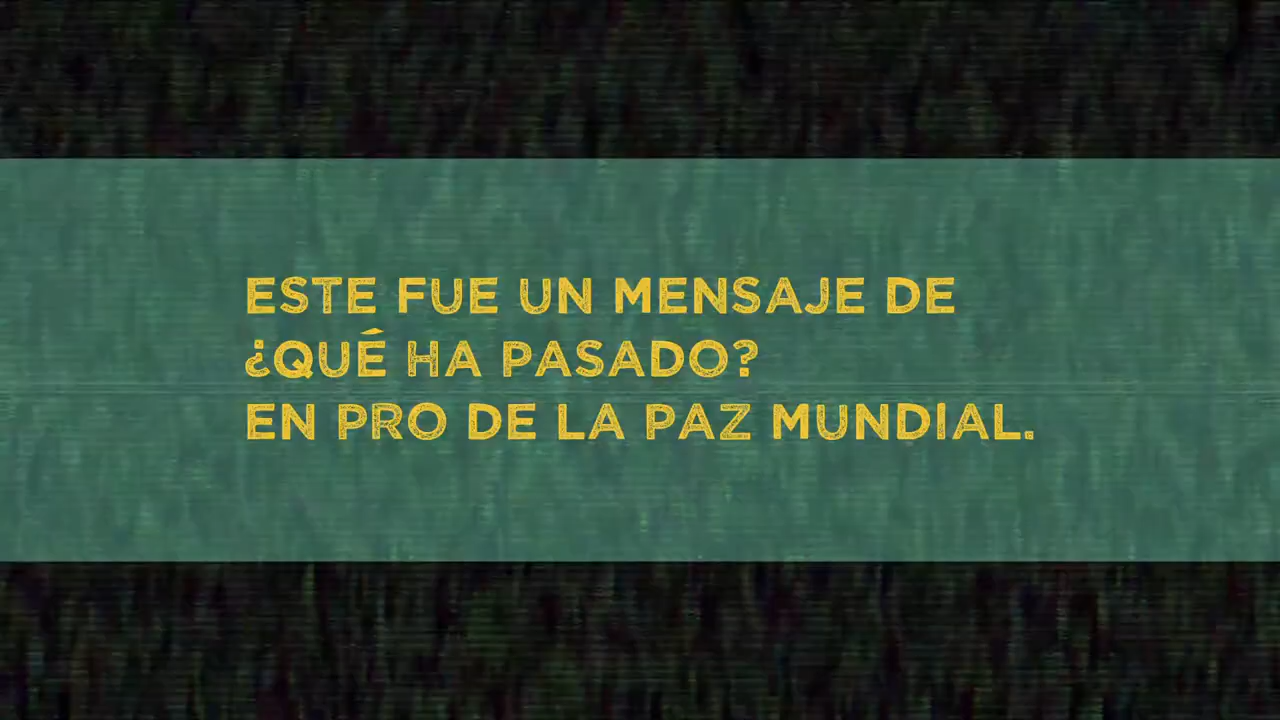 ESTE FUE UN MENSAJE DE
¿QUÉ HA PASADO?
EN PRO DE LA PAZ MUNDIAL.